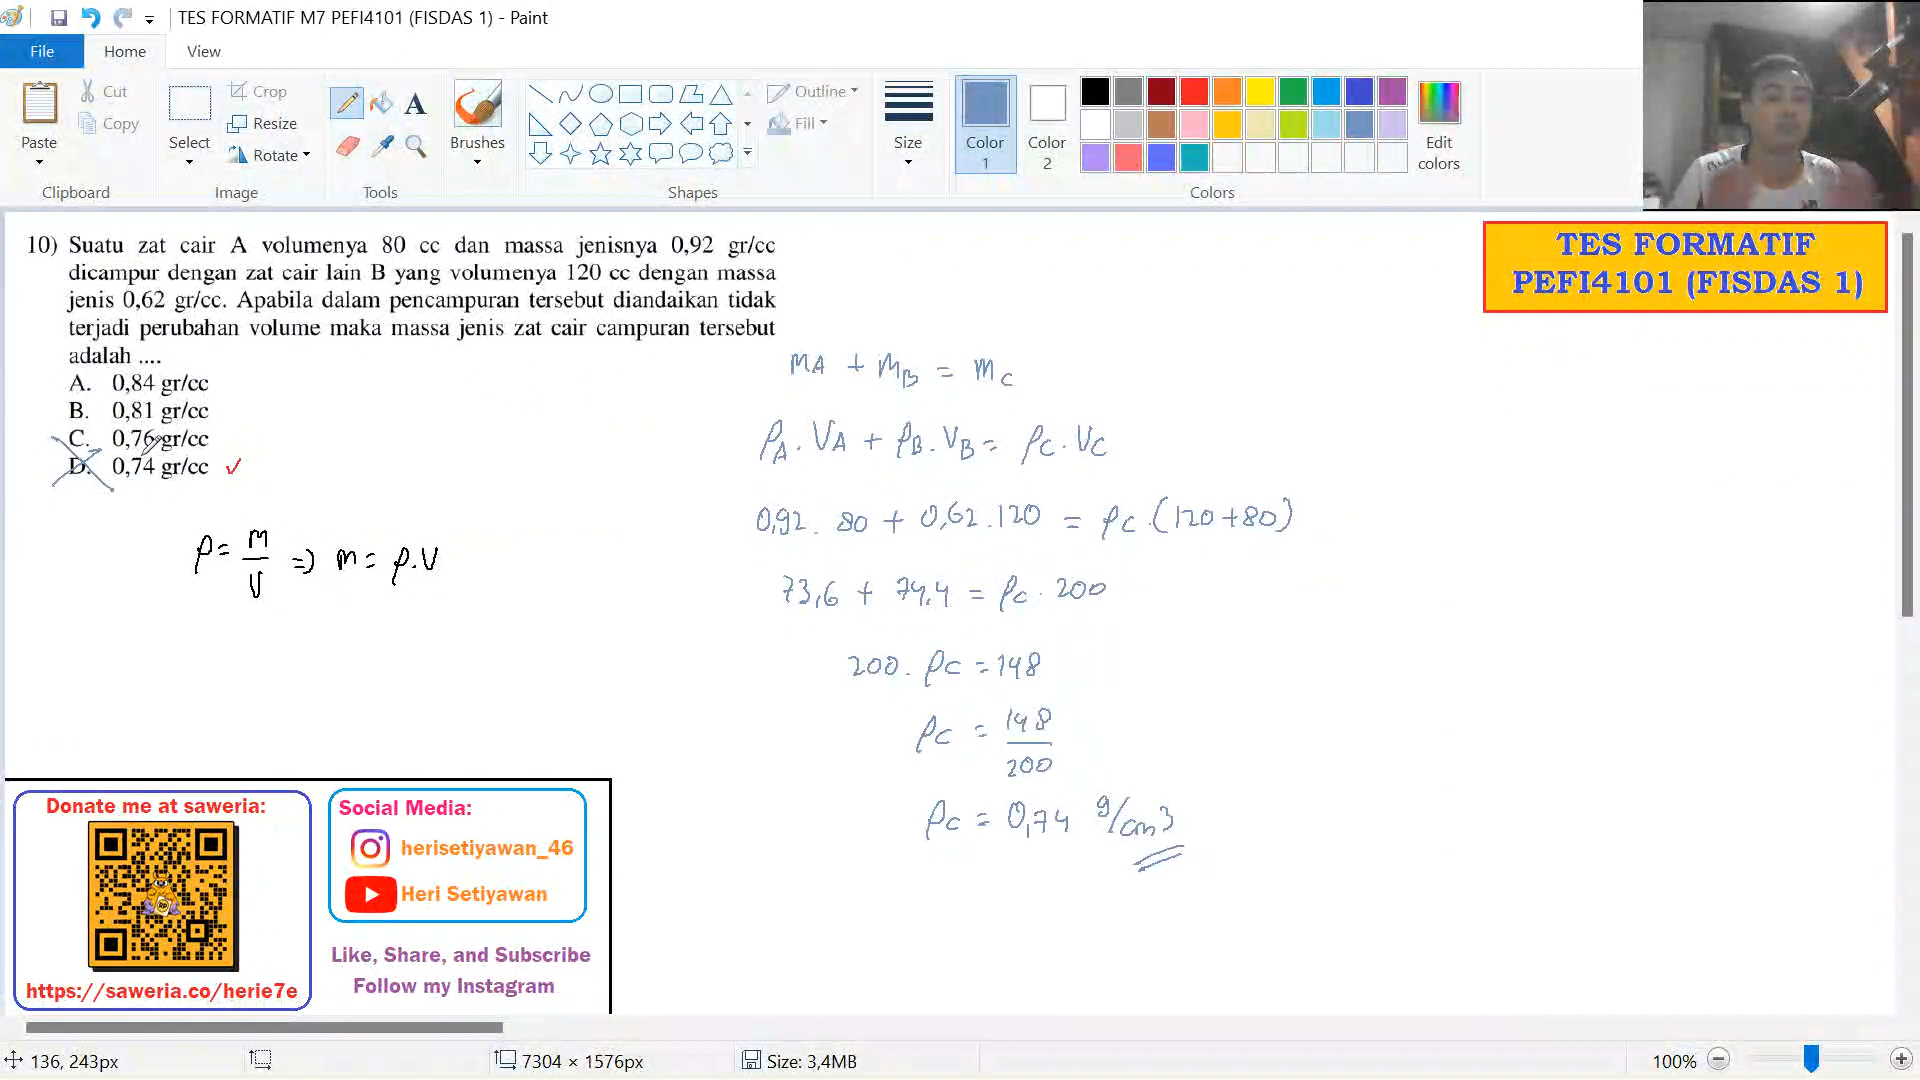 TES FORMATIF M7 PEFI4101 (FISDAS 1) - Paint
File Home View
Paste
Cut
Copy
Clipboard
Select
Crop
Resize
Rotate
Image
A
Tools
Brushes
Shapes
Outline
Fill
Size
Color 1
Color 2
Edit colors
Colors
TES FORMATIF
PEFI4101 (FISDAS 1)
10) Suatu zat cair A volumenya 80 cc dan massa jenisnya 0,92 gr/cc
dicampur dengan zat cair lain B yang volumenya 120 cc dengan massa
jenis 0,62 gr/cc. Apabila dalam pencampuran tersebut diandaikan tidak
terjadi perubahan volume maka massa jenis zat cair campuran tersebut
adalah ....
A. 0,84 gr/cc
B. 0,81 gr/cc
C. 0,76 gr/cc
D. 0,74 gr/cc ✓
ρ = m/V => m = ρ.V
mA + mB = mC
ρA . VA + ρB . VB = ρC . VC
0,92 . 80 + 0,62 . 120 = ρC . (120+80)
73,6 + 74,4 = ρC . 200
200 . ρC = 148
ρC = 148/200
ρC = 0,74 g/cm3
Donate me at saweria:
https://saweria.co/herie7e
Social Media:
herisetiyawan_46
Heri Setiyawan
Like, Share, and Subscribe
Follow my Instagram
136, 243px
7304 × 1576px
Size: 3,4MB
100%